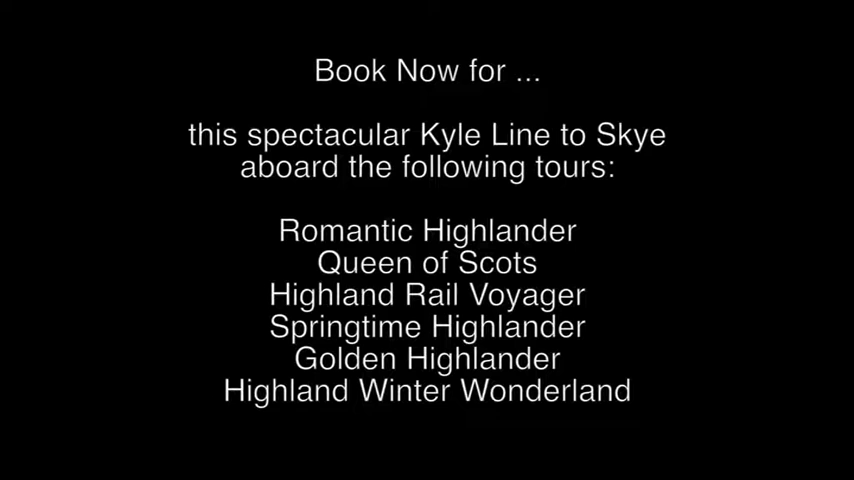 Book Now for ...
this spectacular Kyle Line to Skye
aboard the following tours:
Romantic Highlander
Queen of Scots
Highland Rail Voyager
Springtime Highlander
Golden Highlander
Highland Winter Wonderland